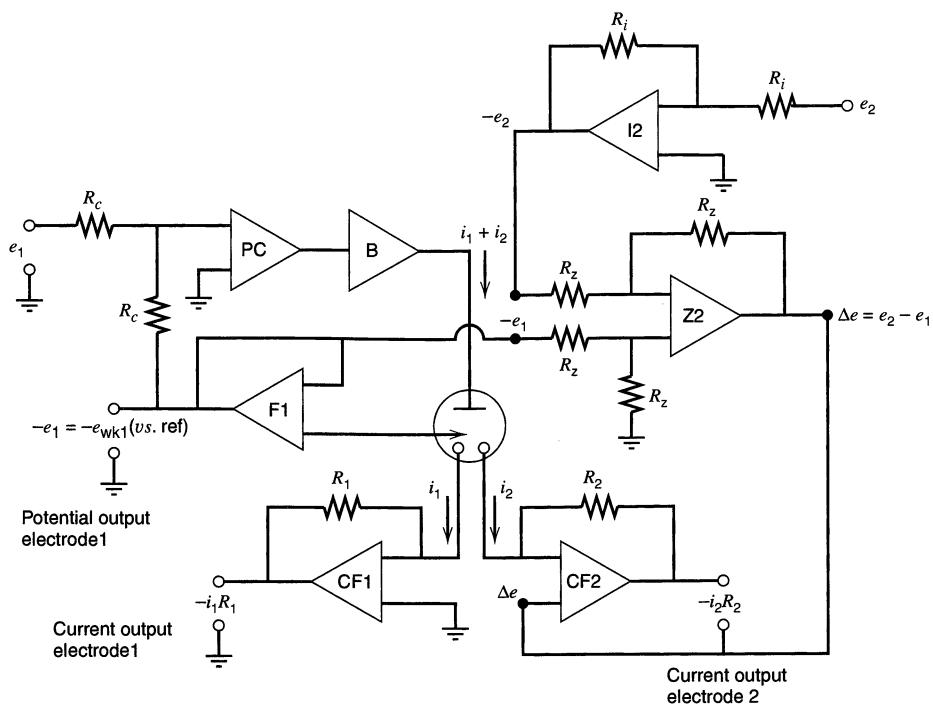 R_i
R_i
e_2
-e_2
I2
R_c
e_1
PC
B
i_1 + i_2
R_z
R_z
Z2
Δe = e_2 − e_1
R_c
-e_1
R_z
R_z
F1
-e_1 = -e_wk1(vs. ref)
Potential output
electrode1
R_1
i_1
i_2
R_2
CF1
-i_1R_1
Current output
electrode1
Δe
CF2
-i_2R_2
Current output
electrode 2